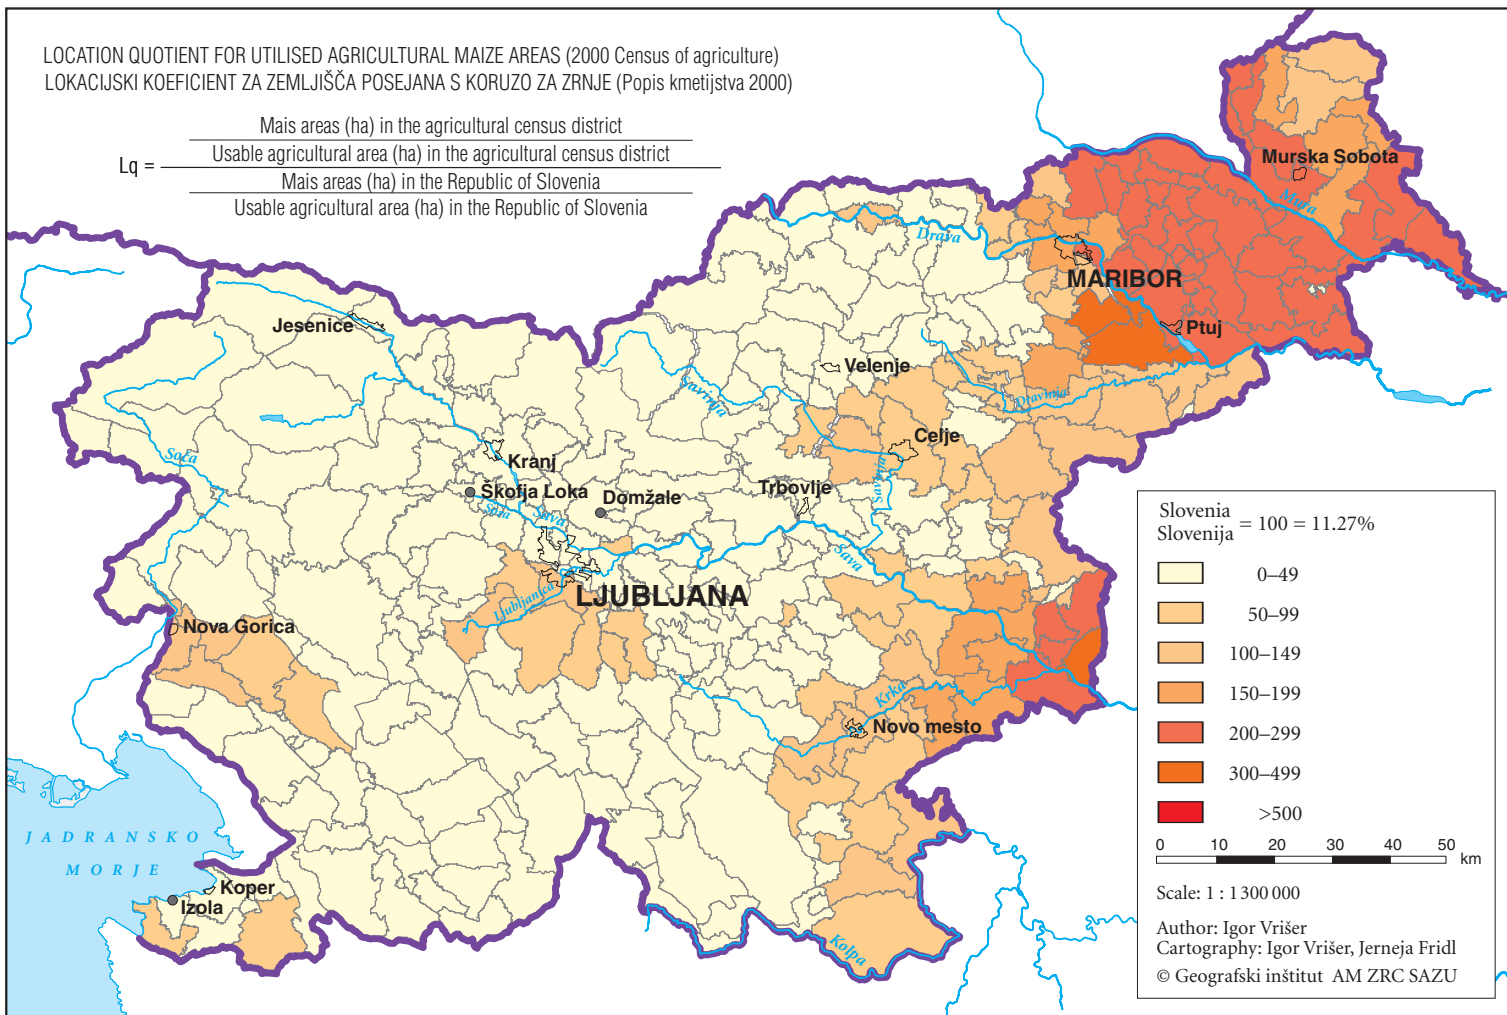 LOCATION QUOTIENT FOR UTILISED AGRICULTURAL MAIZE AREAS (2000 Census of agriculture)
LOKACIJSKI KOEFICIENT ZA ZEMLJIŠČA POSEJANA S KORUZO ZA ZRNJE (Popis kmetijstva 2000)
Mais areas (ha) in the agricultural census district
Usable agricultural area (ha) in the agricultural census district
Lq =
Mais areas (ha) in the Republic of Slovenia
Usable agricultural area (ha) in the Republic of Slovenia
Murska Sobota
Mura
Drava
MARIBOR
Jesenice
Ptuj
Velenje
Savinja
Dravinja
Celje
Soča
Kranj
Savinja
Škofja Loka
Domžale
Trbovlje
Sora
Sava
Sava
LJUBLJANA
Ljubljanica
Nova Gorica
Krka
Novo mesto
JADRANSKO
MORJE
Koper
Izola
Kolpa
Slovenia
Slovenija
= 100 = 11.27%
0–49
50–99
100–149
150–199
200–299
300–499
>500
0 10 20 30 40 50 km
Scale: 1 : 1 300 000
Author: Igor Vrišer
Cartography: Igor Vrišer, Jerneja Fridl
© Geografski inštitut AM ZRC SAZU